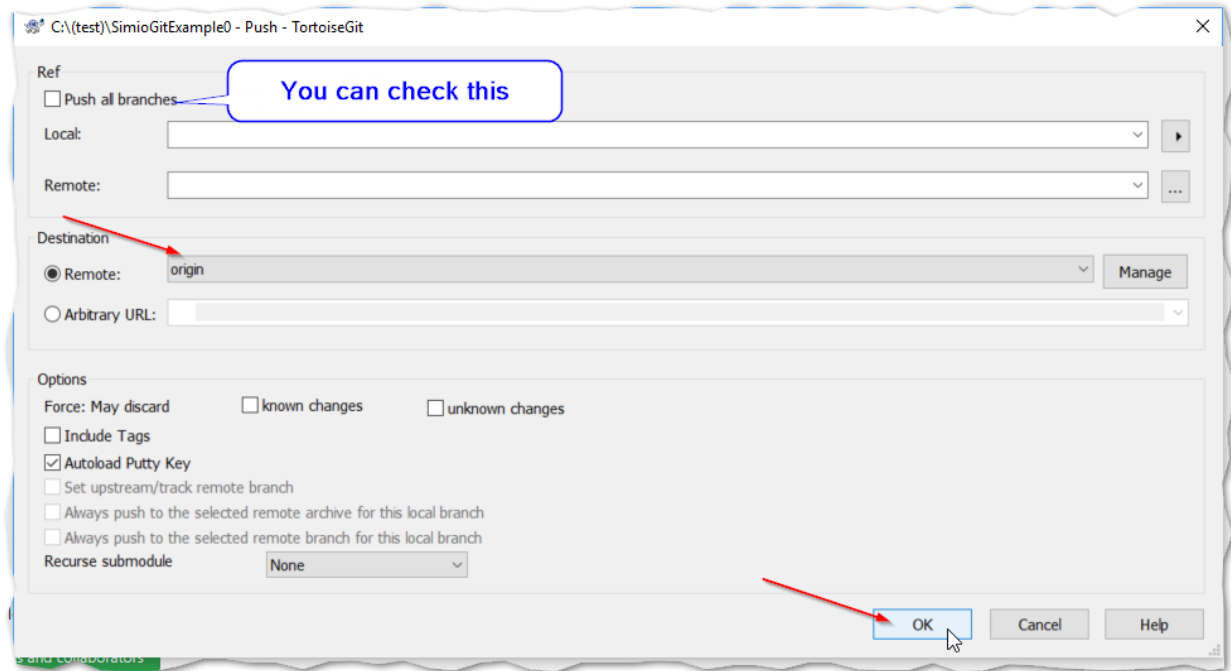 C:\(test)\SimioGitExample0 - Push - TortoiseGit
Ref
Push all branches
You can check this
Local:
Remote:
...
Destination
Remote:
origin
Manage
Arbitrary URL:
Options
Force: May discard
known changes
unknown changes
Include Tags
Autoload Putty Key
Set upstream/track remote branch
Always push to the selected remote archive for this local branch
Always push to the selected remote branch for this local branch
Recurse submodule
None
OK
Cancel
Help
and collaborators